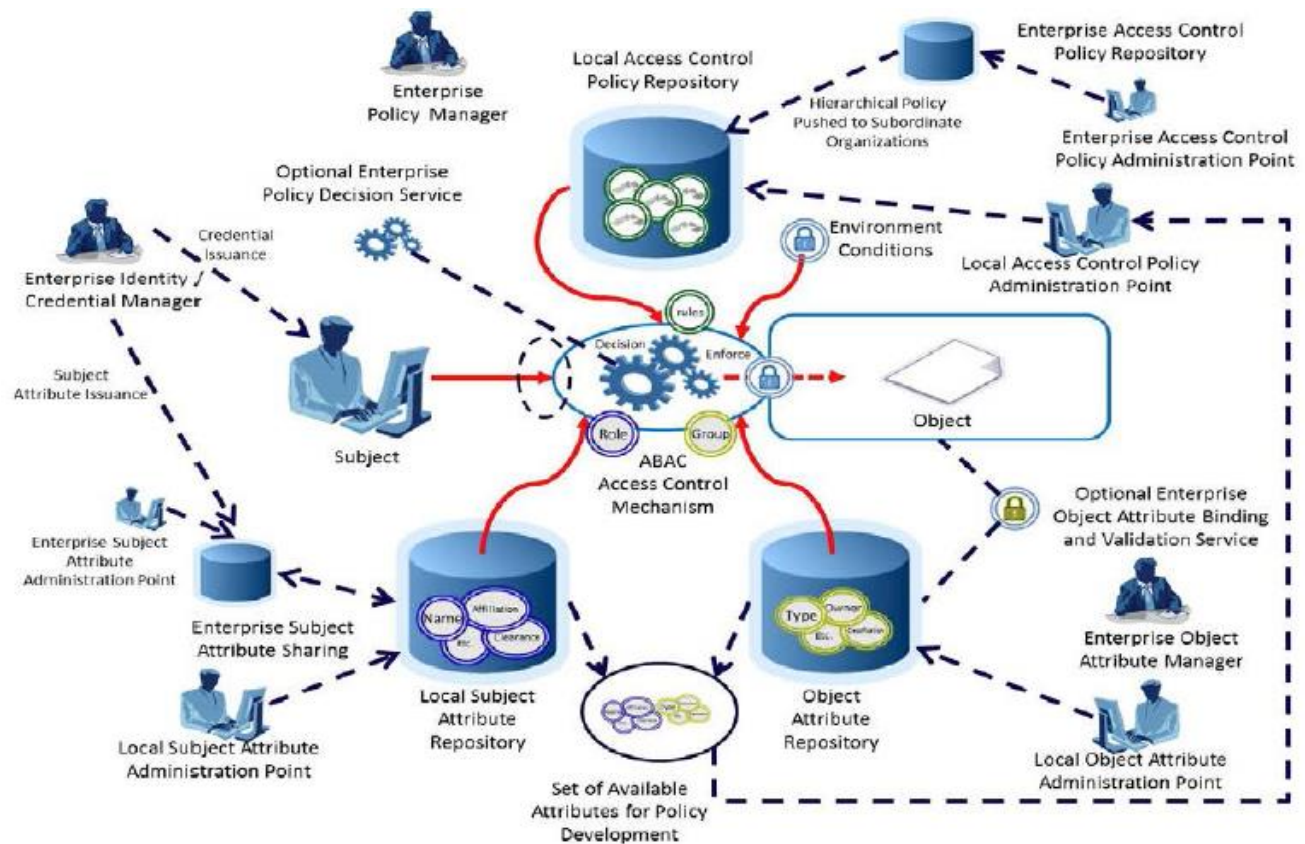 Enterprise
Policy Manager
Local Access Control
Policy Repository
Enterprise Access Control
Policy Repository
Hierarchical Policy
Pushed to Subordinate
Organizations
Enterprise Access Control
Policy Administration Point
Optional Enterprise
Policy Decision Service
Credential
Issuance
Enterprise Identity /
Credential Manager
Environment
Conditions
Local Access Control Policy
Administration Point
rules
Decision
Enforce
Subject
Attribute Issuance
Subject
Role
Group
ABAC
Access Control
Mechanism
Object
Optional Enterprise
Object Attribute Binding
and Validation Service
Enterprise Subject
Attribute
Administration Point
Enterprise Subject
Attribute Sharing
Name
Affiliation
Clearance
Etc.
Type
Owner
Etc.
Enterprise Object
Attribute Manager
Local Subject
Attribute
Repository
Object
Attribute
Repository
Local Subject Attribute
Administration Point
Local Object Attribute
Administration Point
Set of Available
Attributes for Policy
Development